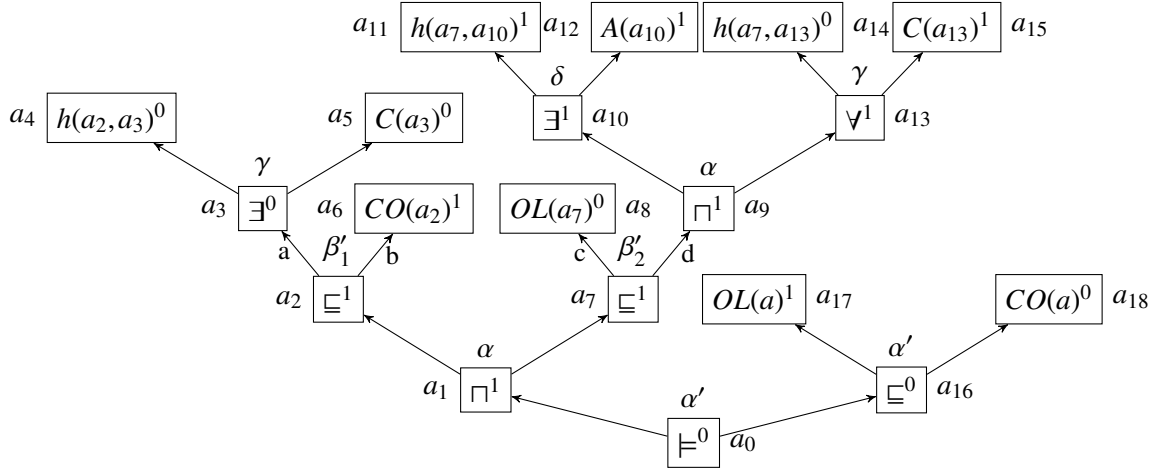 a₁₁ h(a₇, a₁₀)¹ a₁₂ A(a₁₀)¹ h(a₇, a₁₃)⁰ a₁₄ C(a₁₃)¹ a₁₅
δ γ
a₄ h(a₂, a₃)⁰ a₅ C(a₃)⁰ ∃¹ a₁₀ ∀¹ a₁₃
γ α
a₃ ∃⁰ a₆ CO(a₂)¹ OL(a₇)⁰ a₈ ⊓¹ a₉
a β′₁ b c β′₂ d
a₂ ⊑¹ a₇ ⊑¹ OL(a)¹ a₁₇ CO(a)⁰ a₁₈
α α′
a₁ ⊓¹ ⊑⁰ a₁₆
α′
⊨⁰ a₀